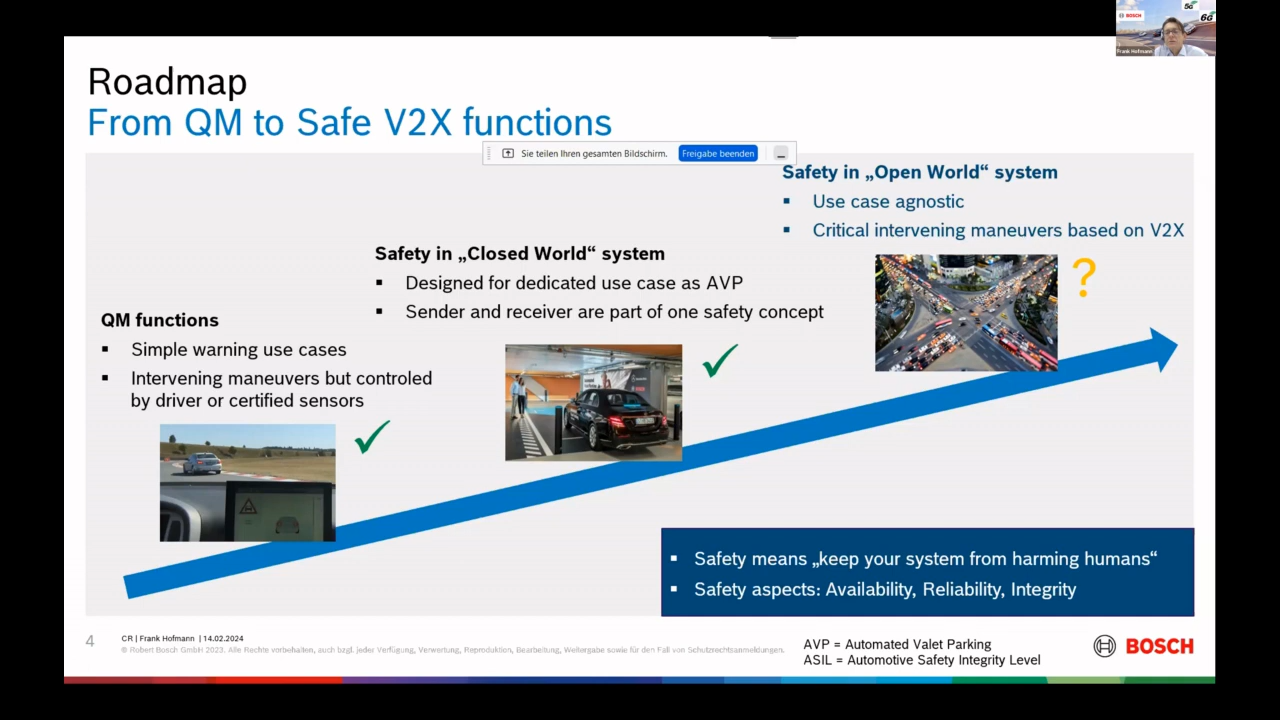 5G
6G
BOSCH
Frank Hofmann
Roadmap
From QM to Safe V2X functions
Sie teilen Ihren gesamten Bildschirm. Freigabe beenden
Safety in „Open World“ system
▪ Use case agnostic
▪ Critical intervening maneuvers based on V2X
?
Safety in „Closed World“ system
▪ Designed for dedicated use case as AVP
▪ Sender and receiver are part of one safety concept
QM functions
▪ Simple warning use cases
▪ Intervening maneuvers but controled
by driver or certified sensors
▪ Safety means „keep your system from harming humans“
▪ Safety aspects: Availability, Reliability, Integrity
4
CR | Frank Hofmann | 14.02.2024
© Robert Bosch GmbH 2023. Alle Rechte vorbehalten, auch bzgl. jeder Verfügung, Verwertung, Reproduktion, Bearbeitung, Weitergabe sowie für den Fall von Schutzrechtsanmeldungen.
AVP = Automated Valet Parking
ASIL = Automotive Safety Integrity Level
BOSCH